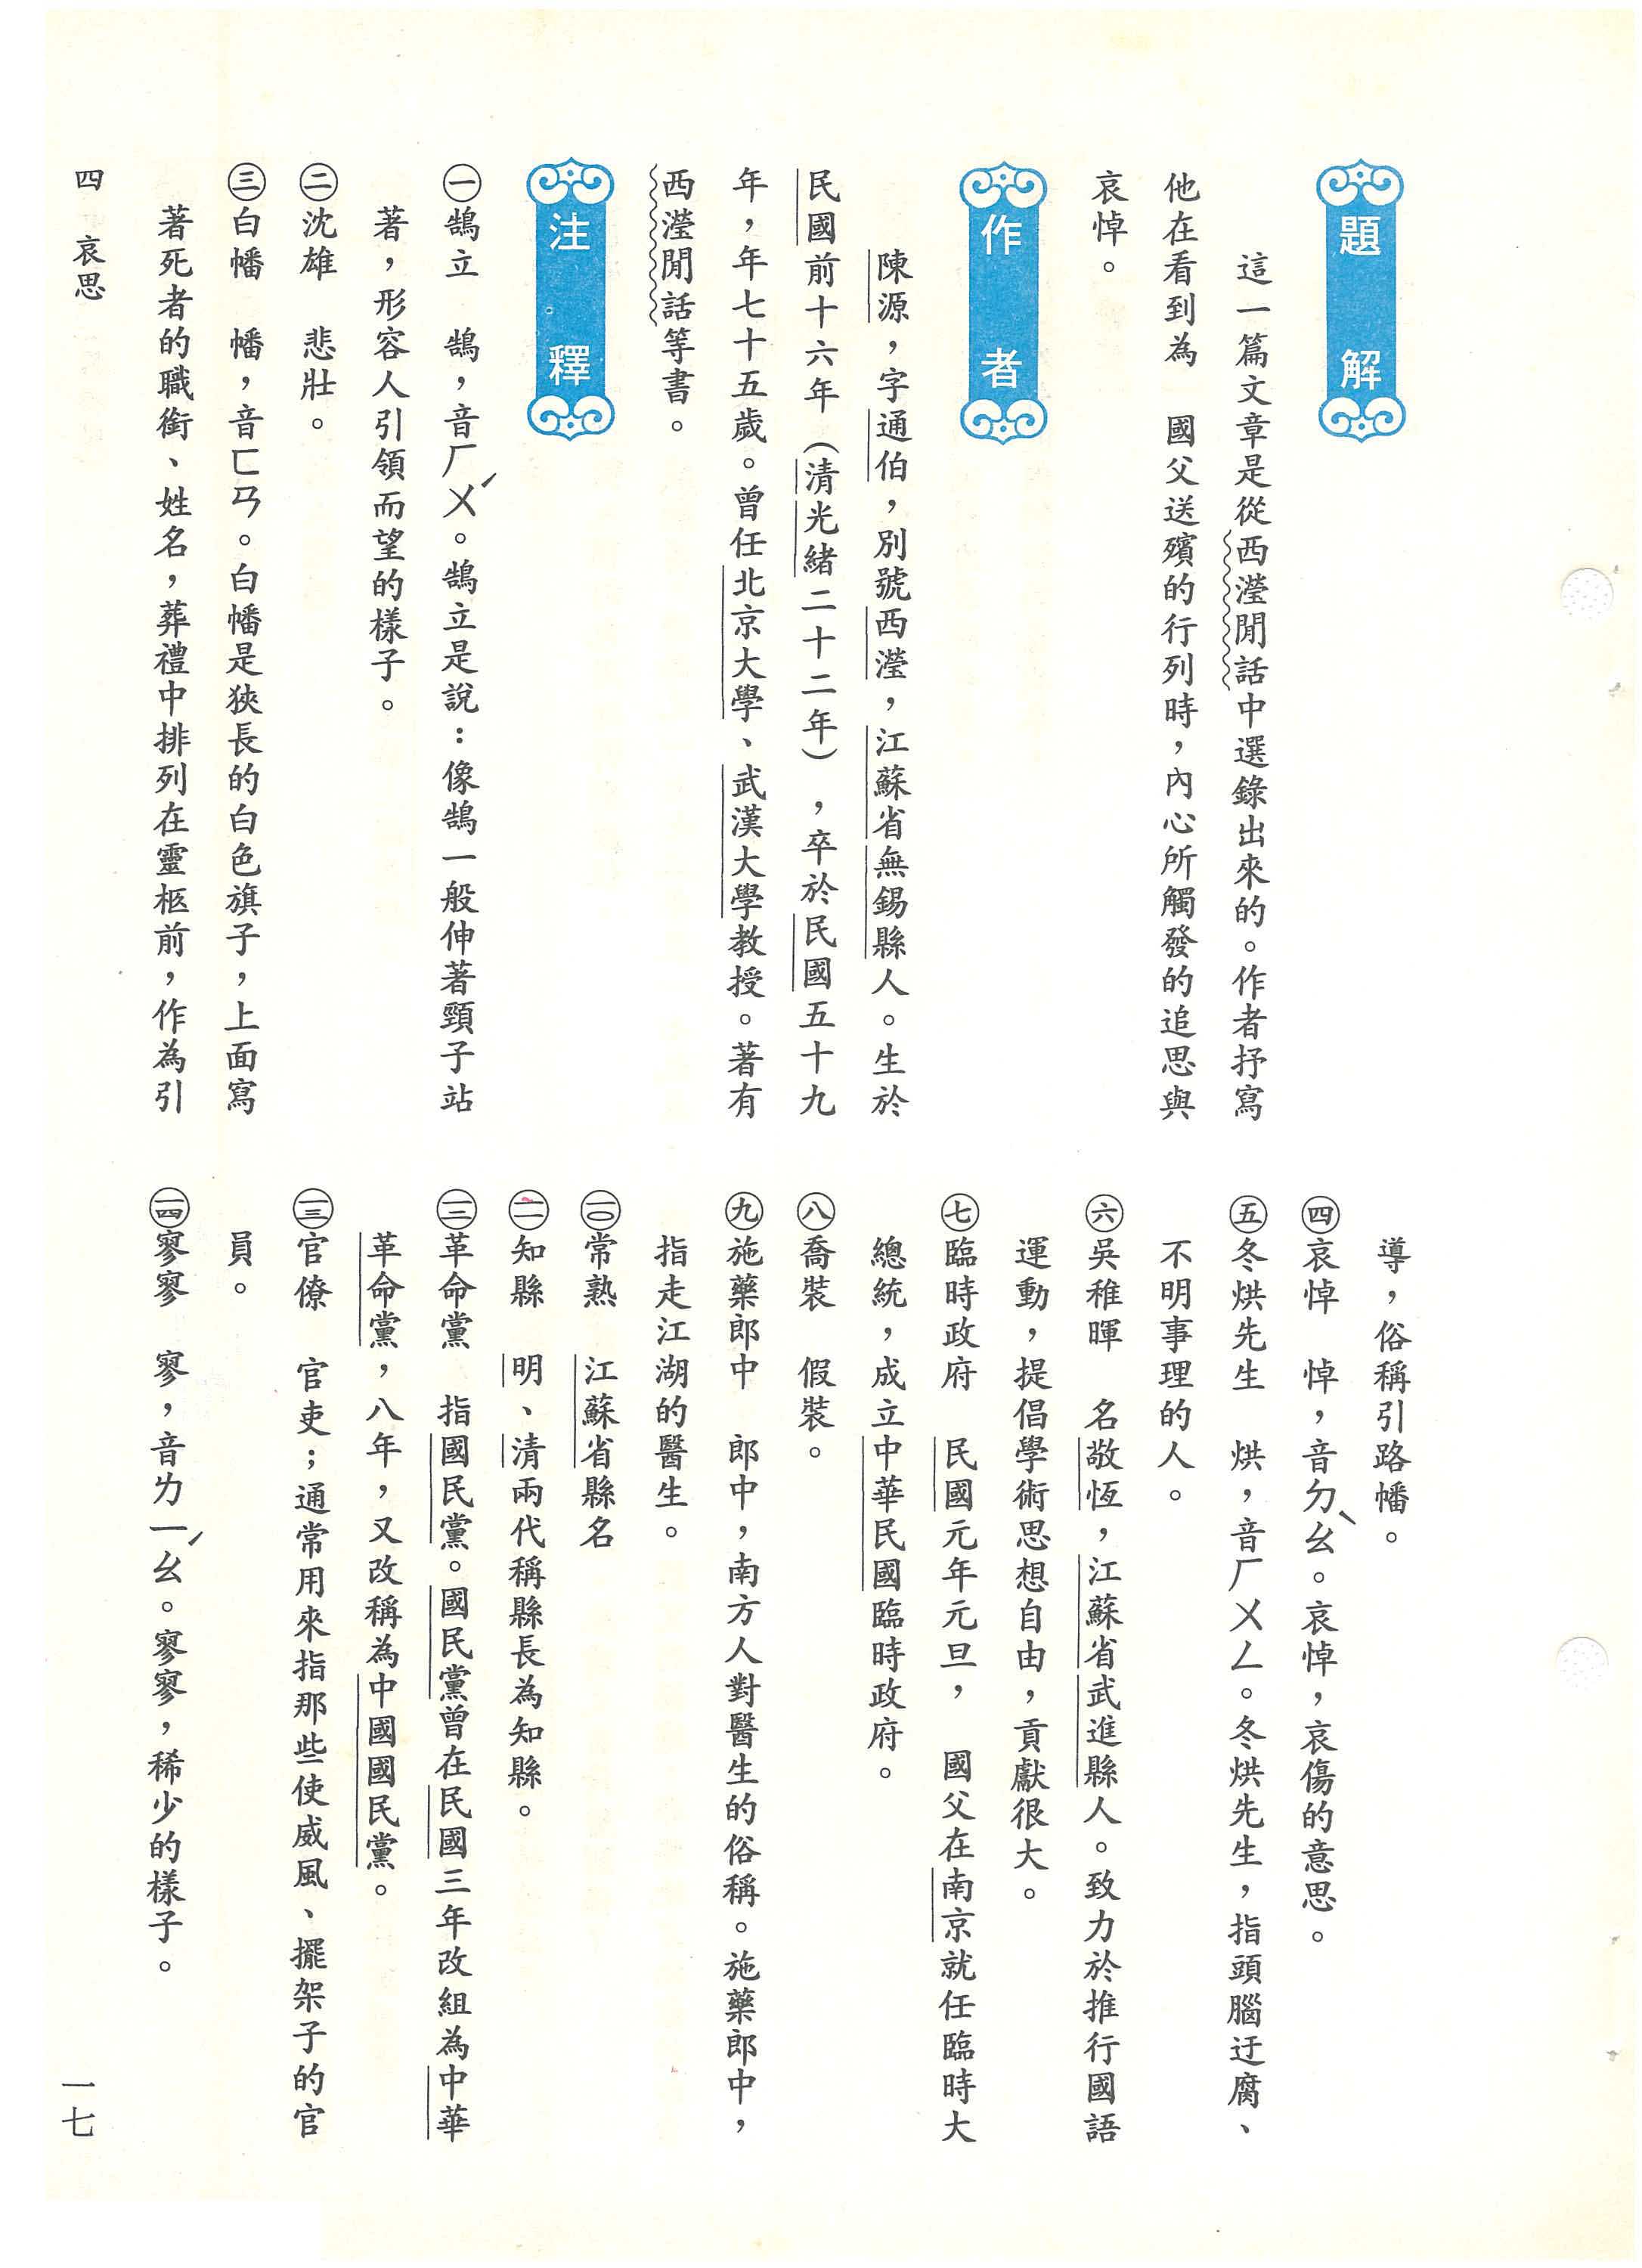 題解
這一篇文章是從西瀅閒話中選錄出來的。作者抒寫
他在看到為　國父送殯的行列時，內心所觸發的追思與
哀悼。
作者
陳源，字通伯，別號西瀅，江蘇省無錫縣人。生於
民國前十六年（清光緒二十二年），卒於民國五十九
年，年七十五歲。曾任北京大學、武漢大學教授。著有
西瀅閒話等書。
注釋
㊀鵠立　鵠，音ㄏㄨˊ。鵠立是說：像鵠一般伸著頸子站
著，形容人引領而望的樣子。
㊁沈雄　悲壯。
㊂白幡　幡，音ㄈㄢ。白幡是狹長的白色旗子，上面寫
著死者的職銜、姓名，葬禮中排列在靈柩前，作為引
導，俗稱引路幡。
㊃哀悼　悼，音ㄉㄠˋ。哀悼，哀傷的意思。
㊄冬烘先生　烘，音ㄏㄨㄥ。冬烘先生，指頭腦迂腐、
不明事理的人。
㊅吳稚暉　名敬恆，江蘇省武進縣人。致力於推行國語
運動，提倡學術思想自由，貢獻很大。
㊆臨時政府　民國元年元旦，　國父在南京就任臨時大
總統，成立中華民國臨時政府。
㊇喬裝　假裝。
㊈施藥郎中　郎中，南方人對醫生的俗稱。施藥郎中，
指走江湖的醫生。
一〇常熟　江蘇省縣名
一一知縣　明、清兩代稱縣長為知縣。
一二革命黨　指國民黨。國民黨曾在民國三年改組為中華
革命黨，八年，又改稱為中國國民黨。
一三官僚　官吏；通常用來指那些使威風、擺架子的官
員。
一四寥寥　寥，音ㄌㄧㄠˊ。寥寥，稀少的樣子。
四　哀思
一七